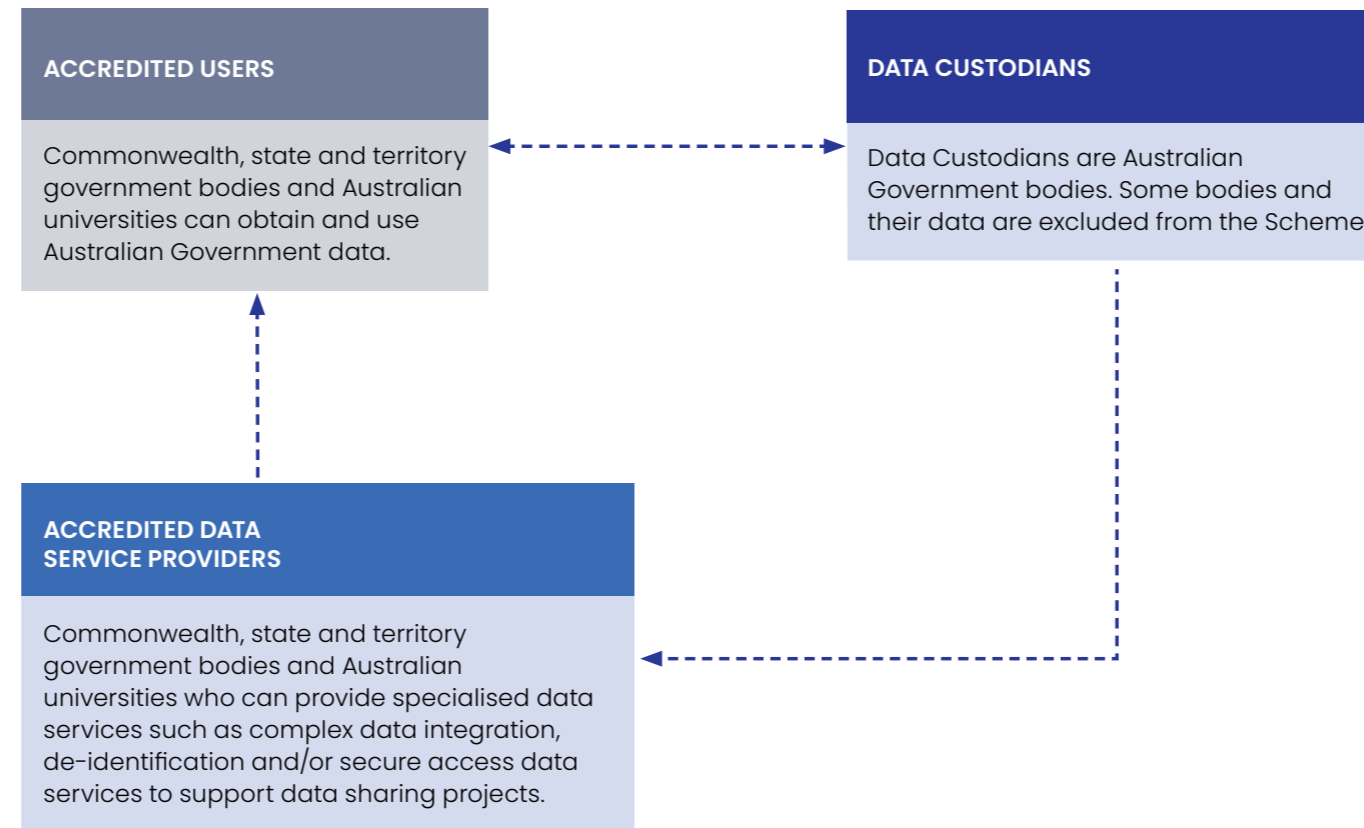 ACCREDITED USERS
Commonwealth, state and territory
government bodies and Australian
universities can obtain and use
Australian Government data.
DATA CUSTODIANS
Data Custodians are Australian
Government bodies. Some bodies and
their data are excluded from the Scheme
ACCREDITED DATA
SERVICE PROVIDERS
Commonwealth, state and territory
government bodies and Australian
universities who can provide specialised data
services such as complex data integration,
de-identification and/or secure access data
services to support data sharing projects.